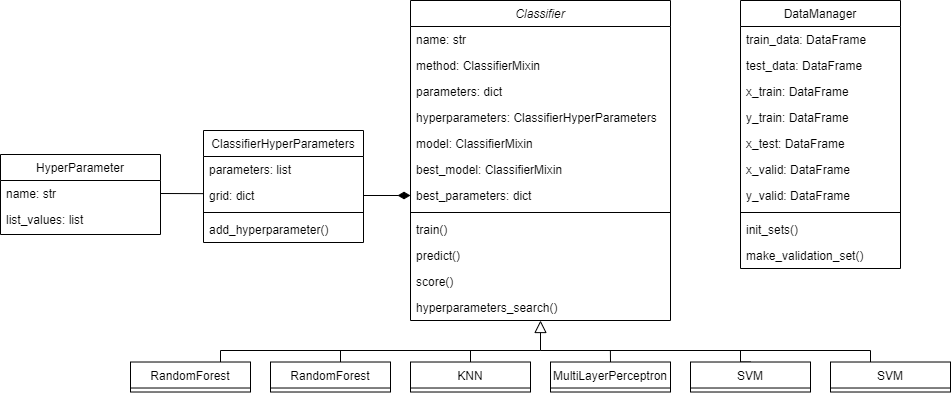 Classifier
name: str
method: ClassifierMixin
parameters: dict
hyperparameters: ClassifierHyperParameters
model: ClassifierMixin
best_model: ClassifierMixin
best_parameters: dict
train()
predict()
score()
hyperparameters_search()
DataManager
train_data: DataFrame
test_data: DataFrame
x_train: DataFrame
y_train: DataFrame
x_test: DataFrame
x_valid: DataFrame
y_valid: DataFrame
init_sets()
make_validation_set()
ClassifierHyperParameters
parameters: list
grid: dict
add_hyperparameter()
HyperParameter
name: str
list_values: list
RandomForest
RandomForest
KNN
MultiLayerPerceptron
SVM
SVM